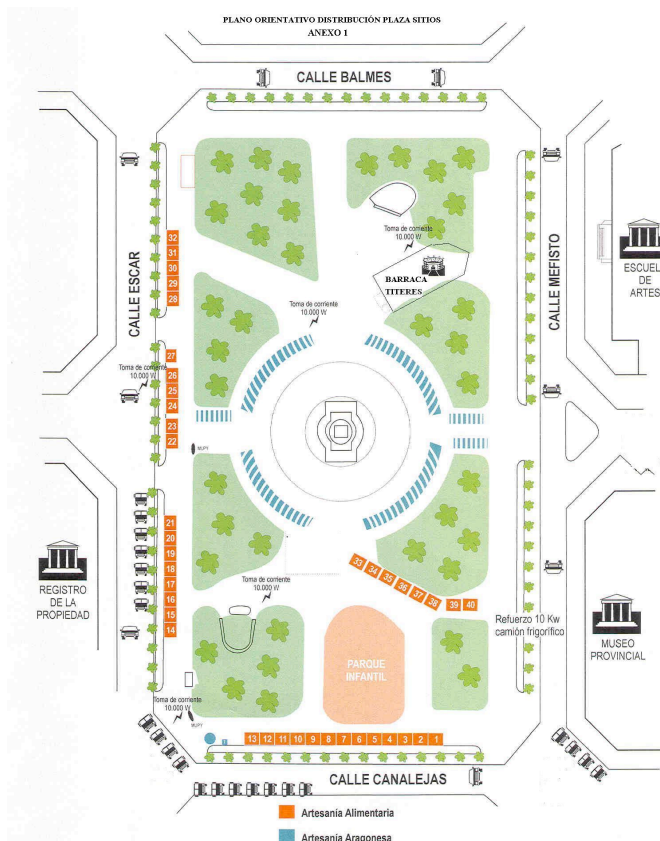 PLANO ORIENTATIVO DISTRIBUCIÓN PLAZA SITIOS
ANEXO 1
CALLE BALMES
CALLE ESCAR
CALLE MEFISTO
Toma de corriente
10.000 W
BARRACA
TITERES
ESCUEL
DE
ARTES
32
31
30
29
28
Toma de corriente
10.000 W
27
Toma de corriente
10.000 W
26
25
24
23
22
MUPY
21
20
19
18
17
16
15
14
REGISTRO
DE LA
PROPIEDAD
33
34
35
36
37
38
39
40
Toma de corriente
10.000 W
Refuerzo 10 Kw
camión frigorífico
MUSEO
PROVINCIAL
PARQUE
INFANTIL
Toma de corriente
10.000 W
MUPY
13 12 11 10 9 8 7 6 5 4 3 2 1
CALLE CANALEJAS
Artesanía Alimentaria
Artesanía Aragonesa